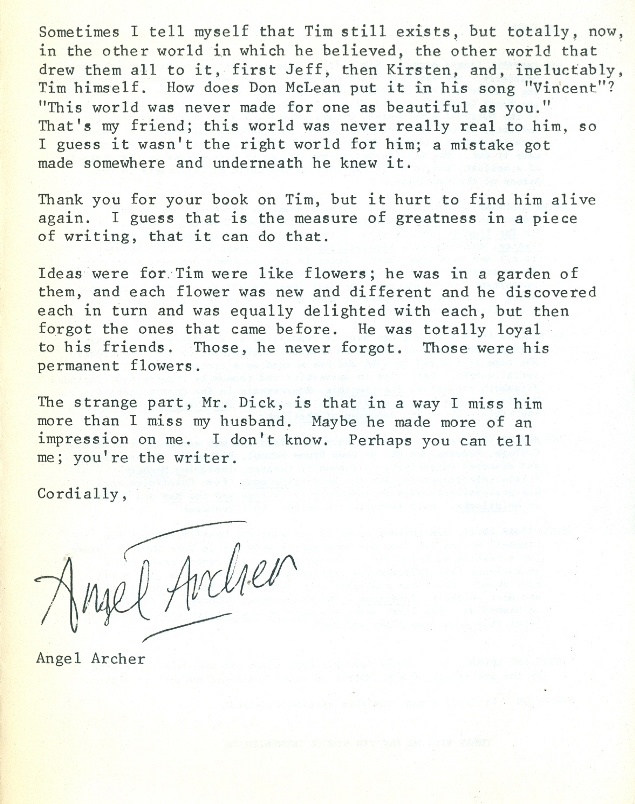 Sometimes I tell myself that Tim still exists, but totally, now,
in the other world in which he believed, the other world that
drew them all to it, first Jeff, then Kirsten, and, ineluctably,
Tim himself. How does Don McLean put it in his song "Vincent"?
"This world was never made for one as beautiful as you."
That's my friend; this world was never really real to him, so
I guess it wasn't the right world for him; a mistake got
made somewhere and underneath he knew it.
Thank you for your book on Tim, but it hurt to find him alive
again. I guess that is the measure of greatness in a piece
of writing, that it can do that.
Ideas were for Tim were like flowers; he was in a garden of
them, and each flower was new and different and he discovered
each in turn and was equally delighted with each, but then
forgot the ones that came before. He was totally loyal
to his friends. Those, he never forgot. Those were his
permanent flowers.
The strange part, Mr. Dick, is that in a way I miss him
more than I miss my husband. Maybe he made more of an
impression on me. I don't know. Perhaps you can tell
me; you're the writer.
Cordially,
Angel Archer
Angel Archer